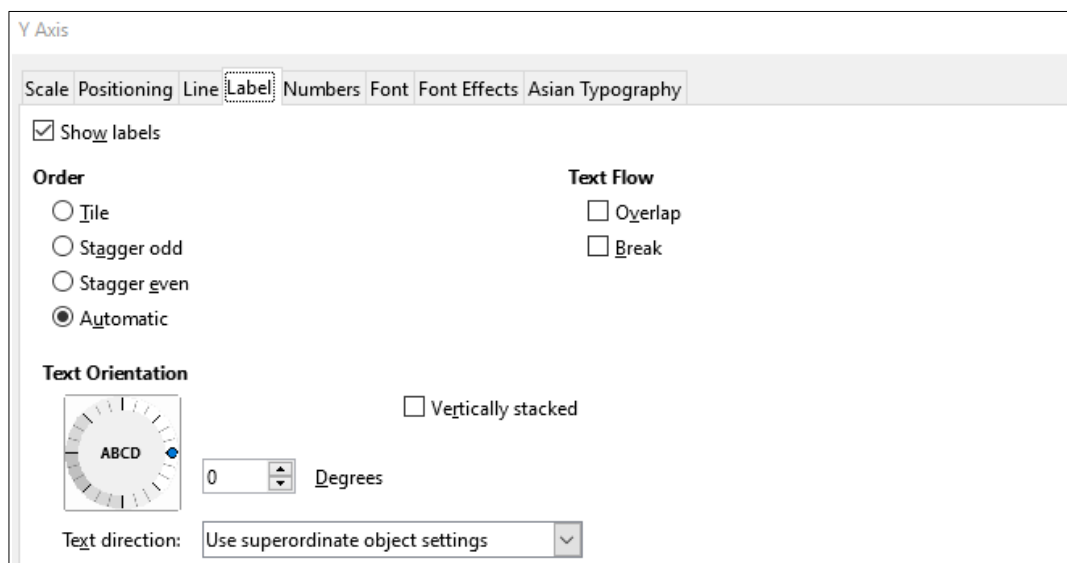 Y Axis
Scale Positioning Line Label Numbers Font Font Effects Asian Typography
Show labels
Order
Text Flow
Tile
Overlap
Stagger odd
Break
Stagger even
Automatic
Text Orientation
ABCD
Vertically stacked
0 Degrees
Text direction: Use superordinate object settings